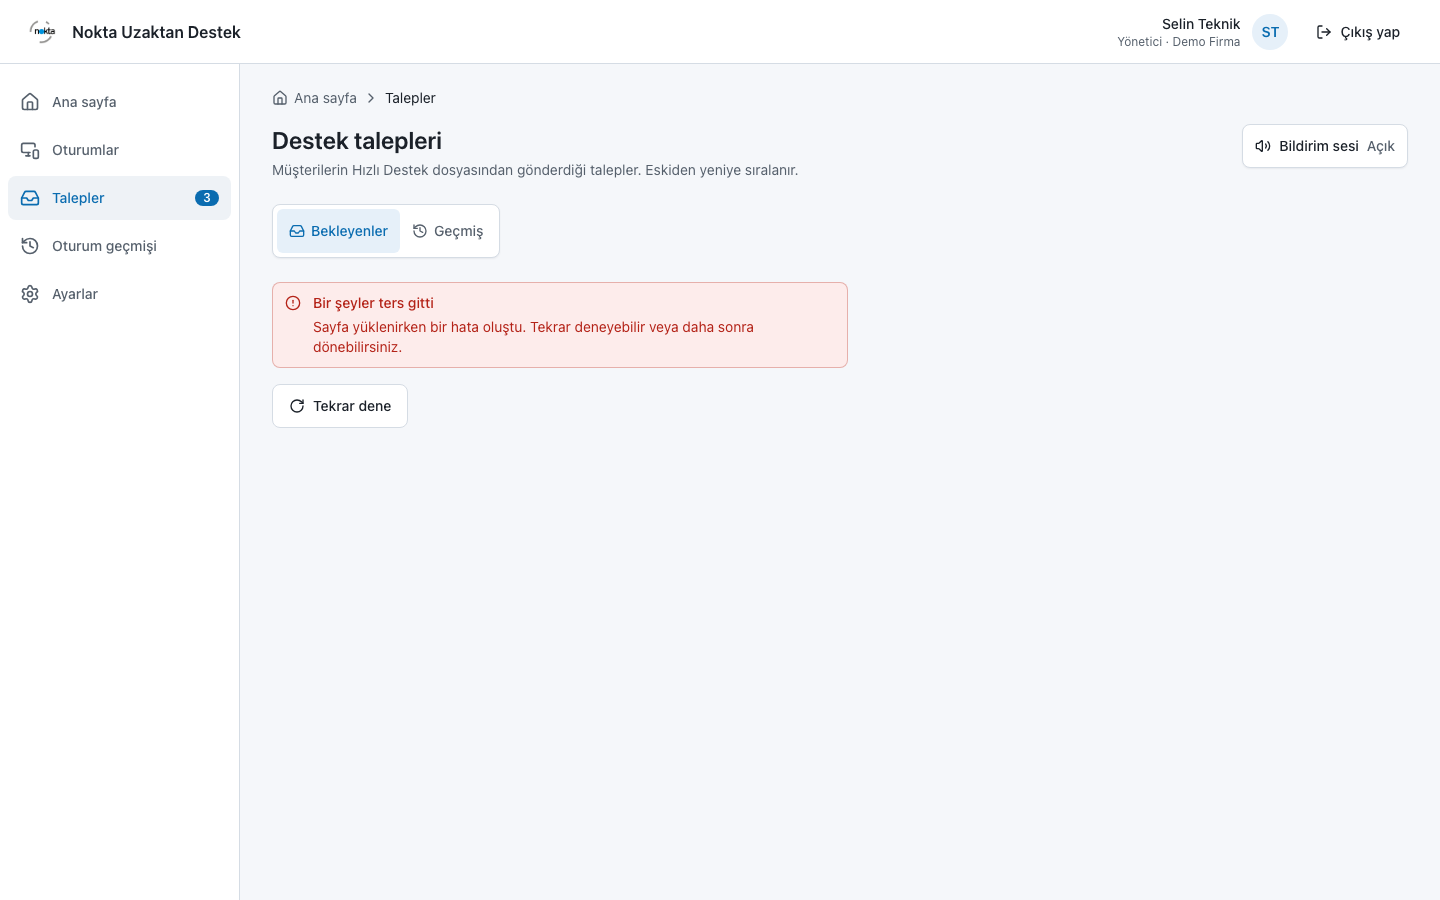 nokta
Nokta Uzaktan Destek
Selin Teknik
Yönetici · Demo Firma
ST
Çıkış yap
Ana sayfa
Oturumlar
Talepler
3
Oturum geçmişi
Ayarlar
Ana sayfa > Talepler
Destek talepleri
Müşterilerin Hızlı Destek dosyasından gönderdiği talepler. Eskiden yeniye sıralanır.
Bildirim sesi Açık
Bekleyenler
Geçmiş
Bir şeyler ters gitti
Sayfa yüklenirken bir hata oluştu. Tekrar deneyebilir veya daha sonra
dönebilirsiniz.
Tekrar dene